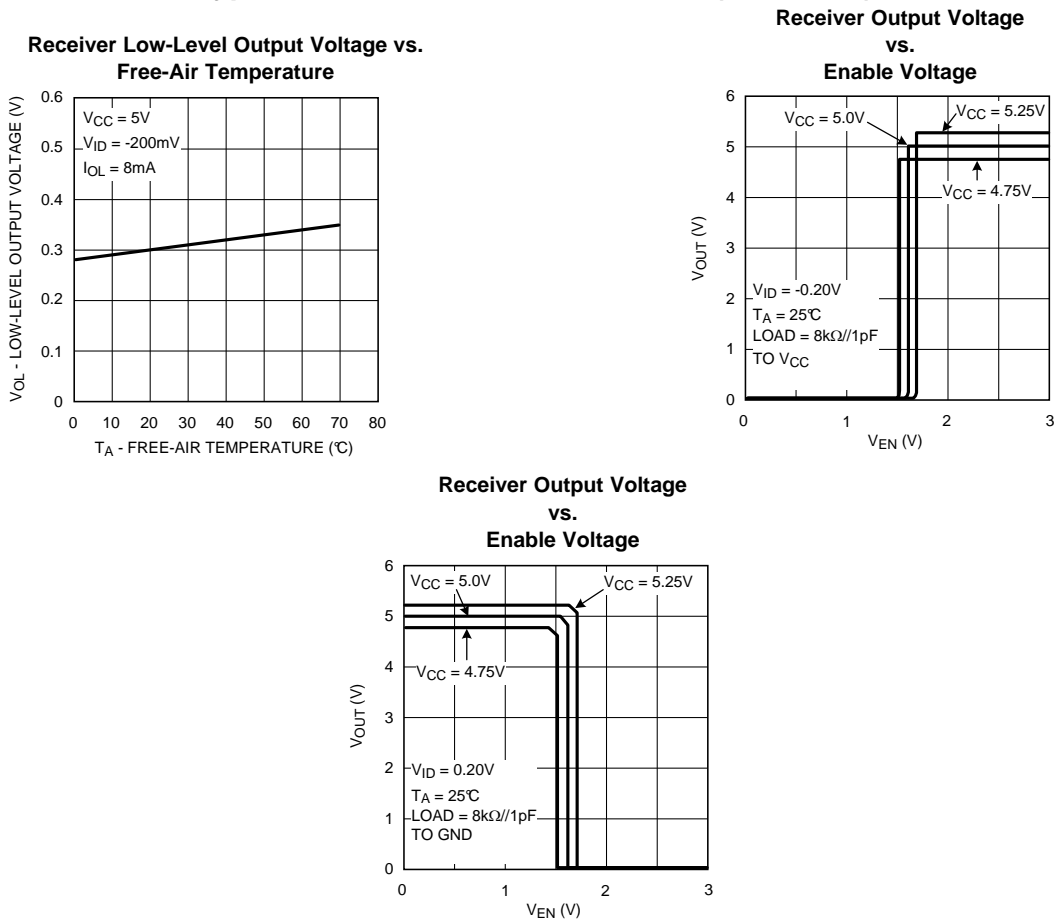 Receiver Low-Level Output Voltage vs.
Free-Air Temperature
0.6
0.5
0.4
0.3
0.2
0.1
0
VOL - LOW-LEVEL OUTPUT VOLTAGE (V)
VCC = 5V
VID = -200mV
IOL = 8mA
0 10 20 30 40 50 60 70 80
TA - FREE-AIR TEMPERATURE (℃)
Receiver Output Voltage
vs.
Enable Voltage
6
5
4
3
2
1
0
VOUT (V)
VCC = 5.0V
VCC = 5.25V
VCC = 4.75V
VID = -0.20V
TA = 25℃
LOAD = 8kΩ//1pF
TO VCC
0 1 2 3
VEN (V)
Receiver Output Voltage
vs.
Enable Voltage
6
5
4
3
2
1
0
VOUT (V)
VCC = 5.0V
VCC = 5.25V
VCC = 4.75V
VID = 0.20V
TA = 25℃
LOAD = 8kΩ//1pF
TO GND
0 1 2 3
VEN (V)